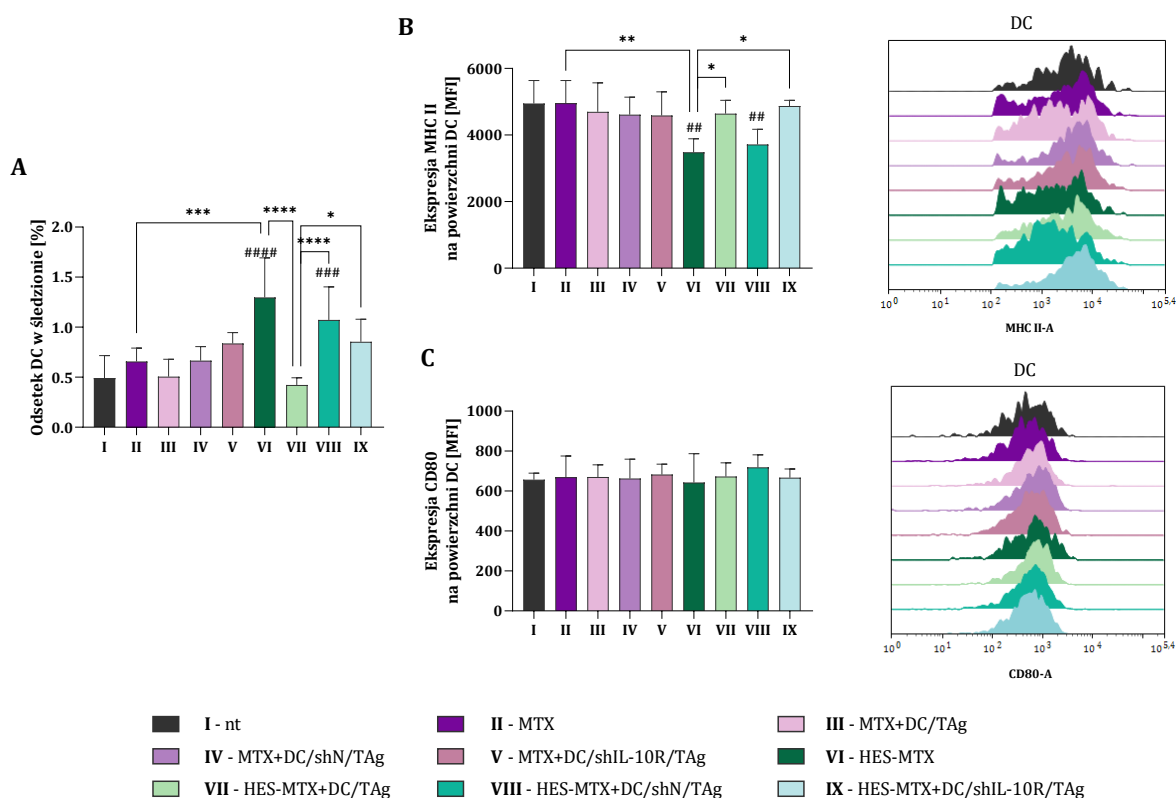 A
Odsetek DC w śledzionie [%]
2.0
1.5
1.0
0.5
0.0
***
****
*
****
####
###
I II III IV V VI VII VIII IX
B
Ekspresja MHC II
na powierzchni DC [MFI]
6000
4000
2000
0
**
*
*
##
##
I II III IV V VI VII VIII IX
DC
10⁰ 10¹ 10² 10³ 10⁴ 10⁵·⁴
MHC II-A
C
Ekspresja CD80
na powierzchni DC [MFI]
1000
800
600
400
200
0
I II III IV V VI VII VIII IX
DC
10⁰ 10¹ 10² 10³ 10⁴ 10⁵·⁴
CD80-A
I - nt
II - MTX
III - MTX+DC/TAg
IV - MTX+DC/shN/TAg
V - MTX+DC/shIL-10R/TAg
VI - HES-MTX
VII - HES-MTX+DC/TAg
VIII - HES-MTX+DC/shN/TAg
IX - HES-MTX+DC/shIL-10R/TAg